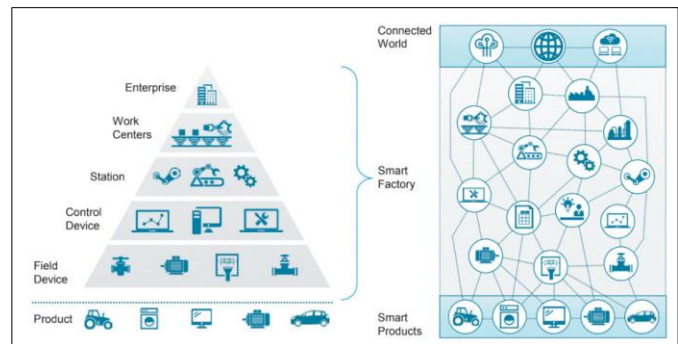 Connected
World
Enterprise
Work
Centers
Station
Smart
Factory
Control
Device
Field
Device
Product
Smart
Products